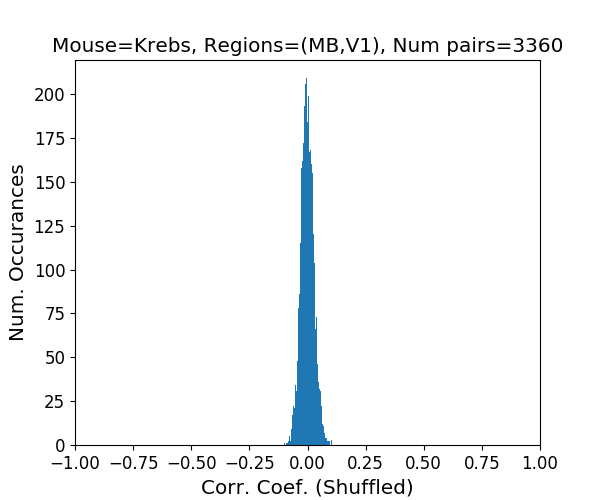 Mouse=Krebs, Regions=(MB,V1), Num pairs=3360
Num. Occurances
200
175
150
125
100
75
50
25
0
−1.00 −0.75 −0.50 −0.25 0.00 0.25 0.50 0.75 1.00
Corr. Coef. (Shuffled)